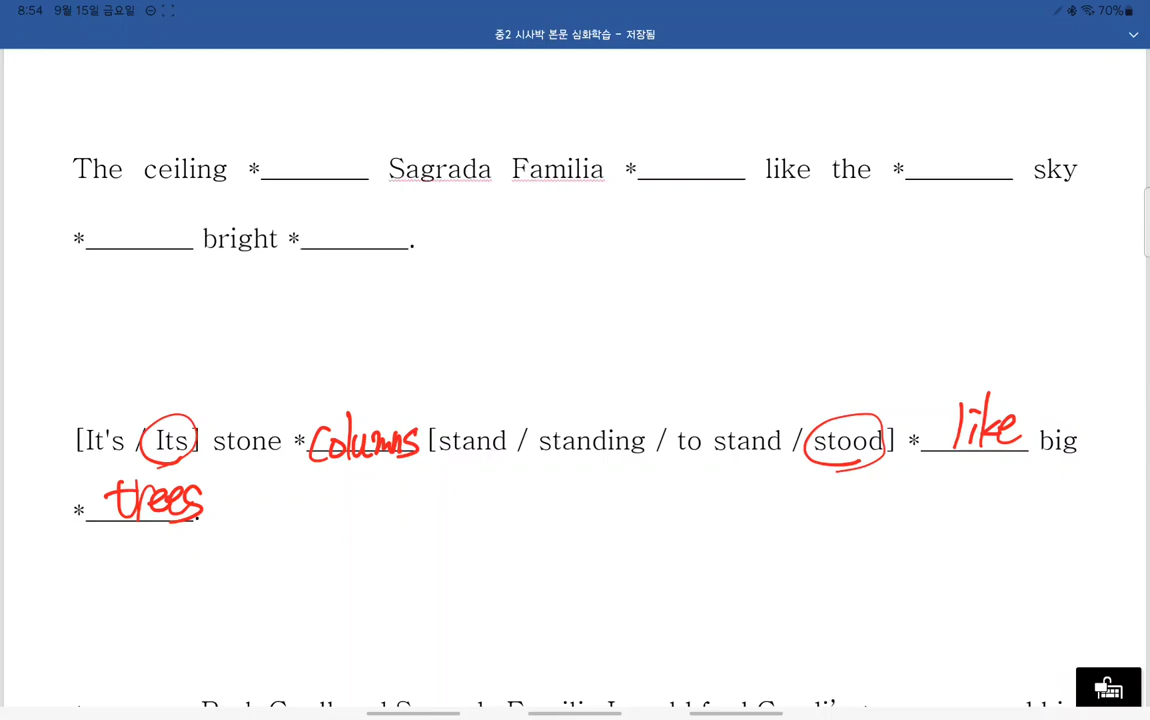 8:54 9월 15일 금요일 70%
중2 시사박 본문 심화학습 - 저장됨
The ceiling *________ Sagrada Familia *________ like the *________ sky
*________ bright *________.
[It's / Its] stone *columns [stand / standing / to stand / stood] *like big
*trees.